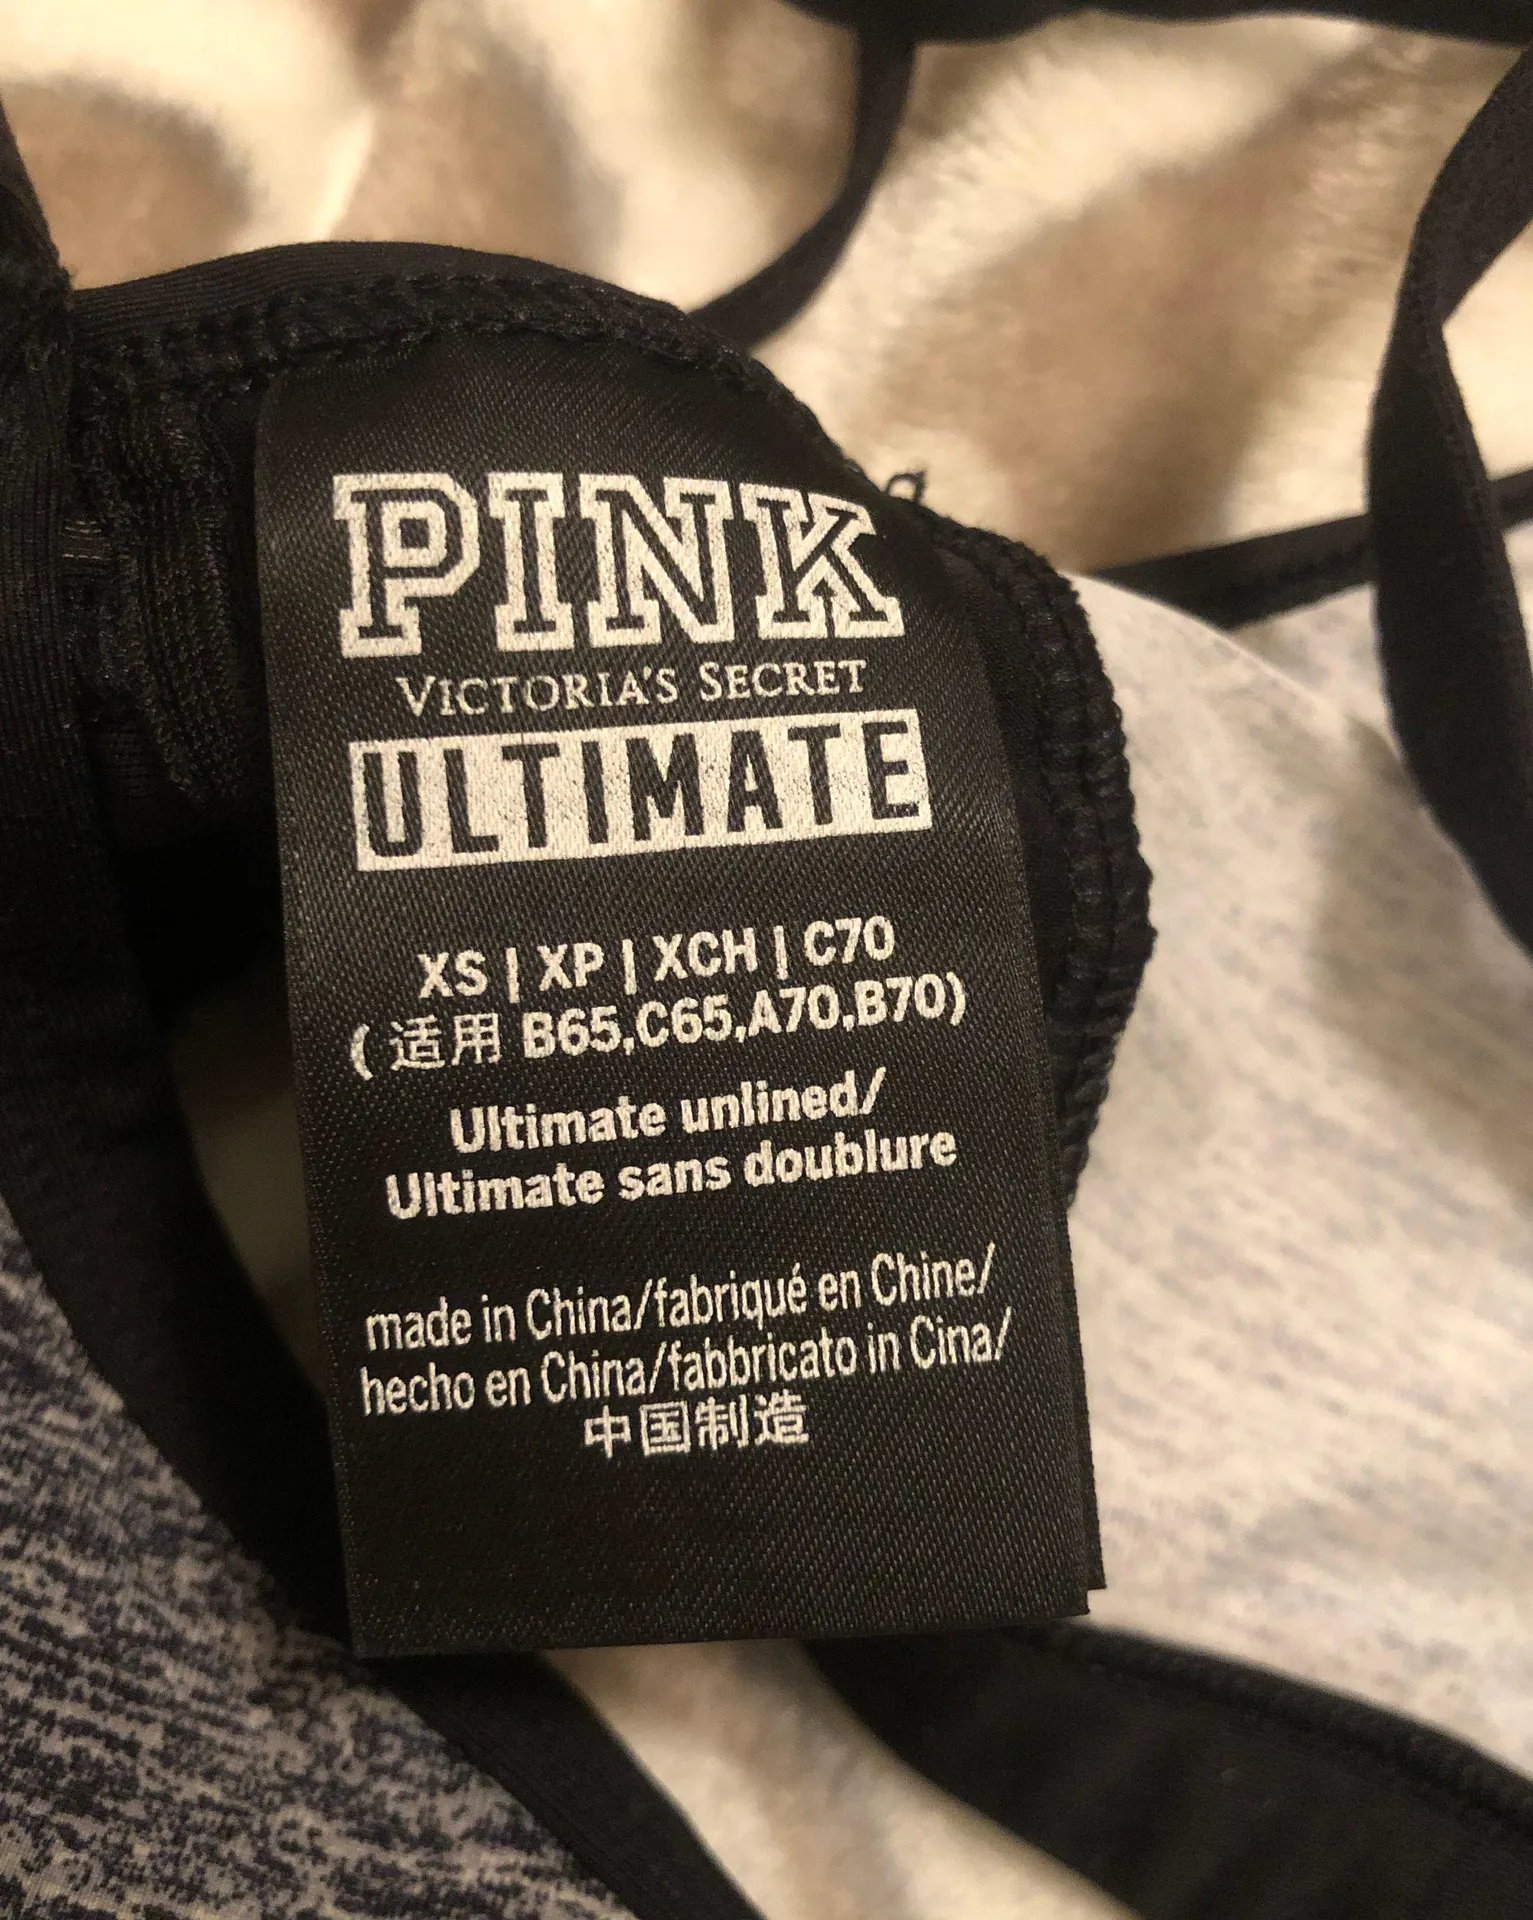 PINK
VICTORIA'S SECRET
ULTIMATE
XS | XP | XCH | C70
( 适用 B65,C65,A70,B70)
Ultimate unlined/
Ultimate sans doublure
made in China/fabriqué en Chine/
hecho en China/fabbricato in Cina/
中国制造